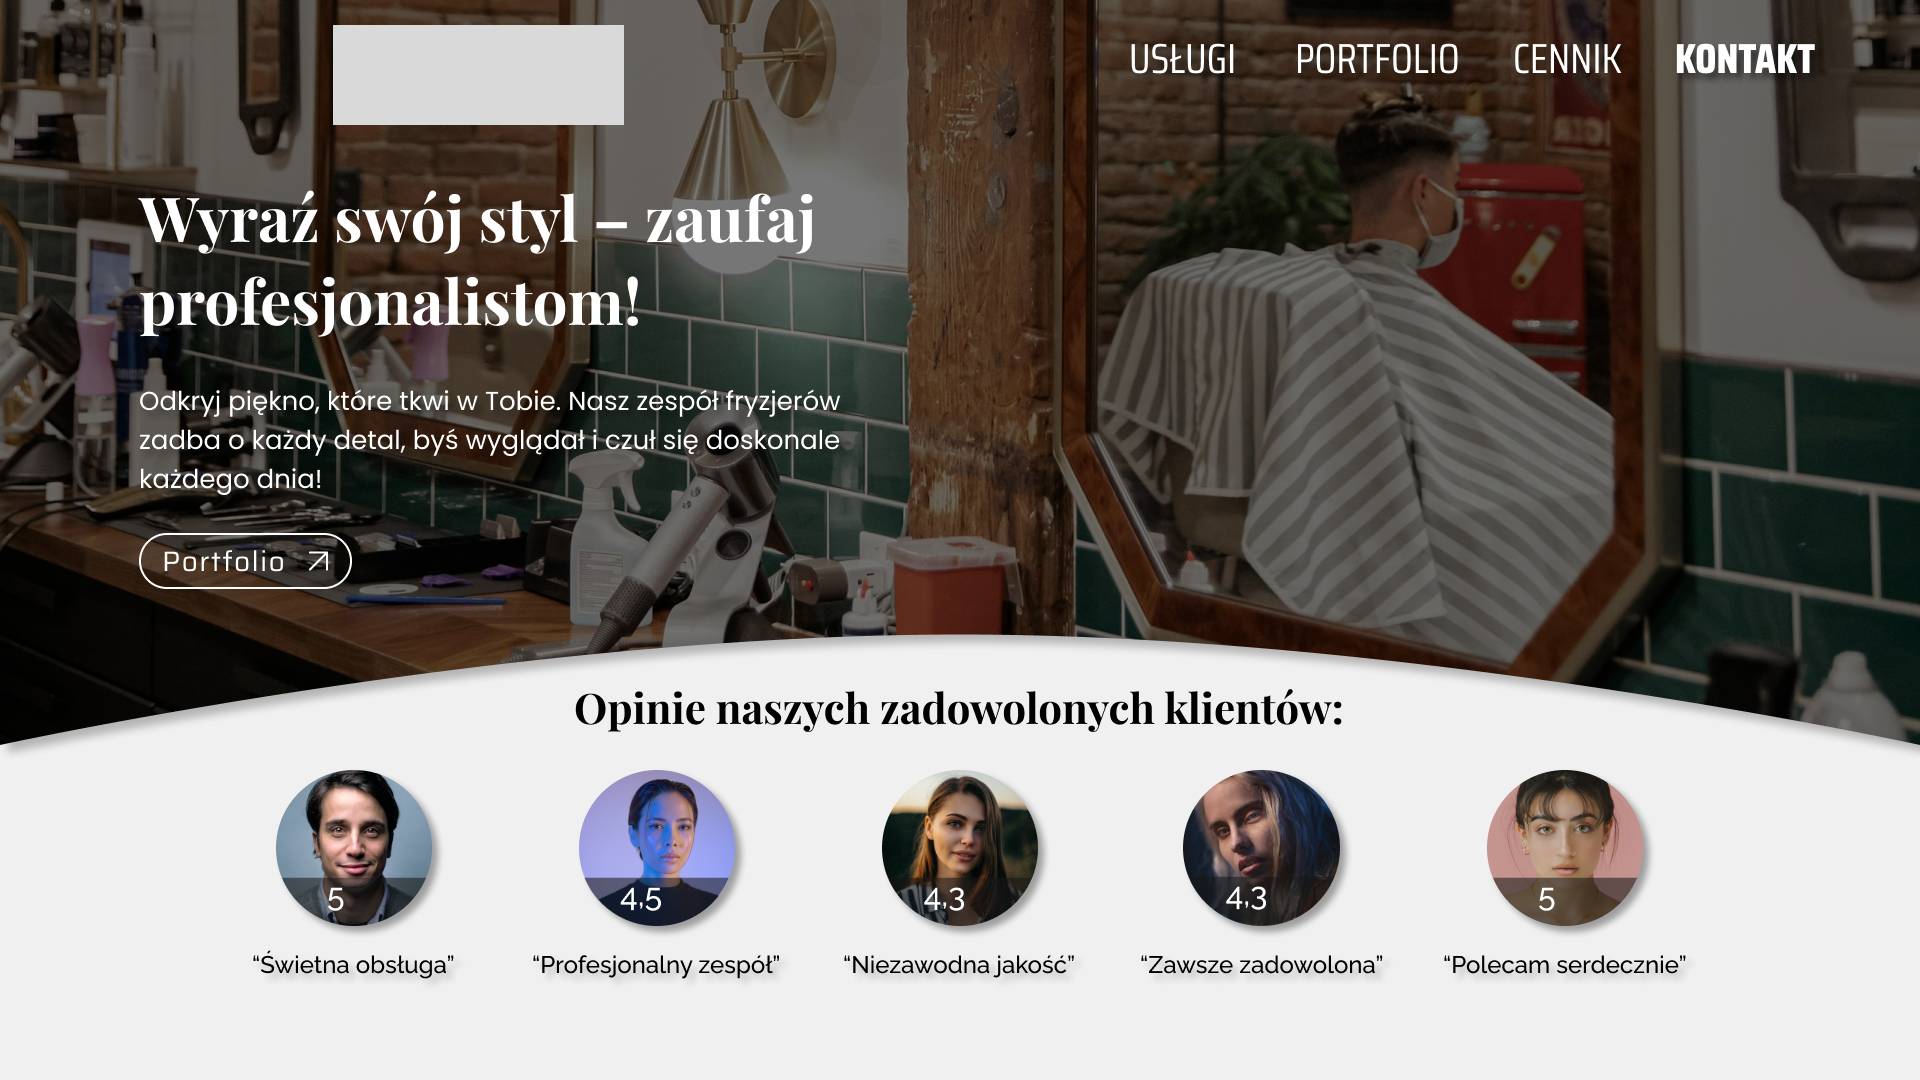 USŁUGI PORTFOLIO CENNIK KONTAKT
Wyraź swój styl – zaufaj
profesjonalistom!
Odkryj piękno, które tkwi w Tobie. Nasz zespół fryzjerów
zadba o każdy detal, byś wyglądał i czuł się doskonale
każdego dnia!
Portfolio
Opinie naszych zadowolonych klientów:
5 4,5 4,3 4,3 5
“Świetna obsługa” “Profesjonalny zespół” “Niezawodna jakość” “Zawsze zadowolona” “Polecam serdecznie”